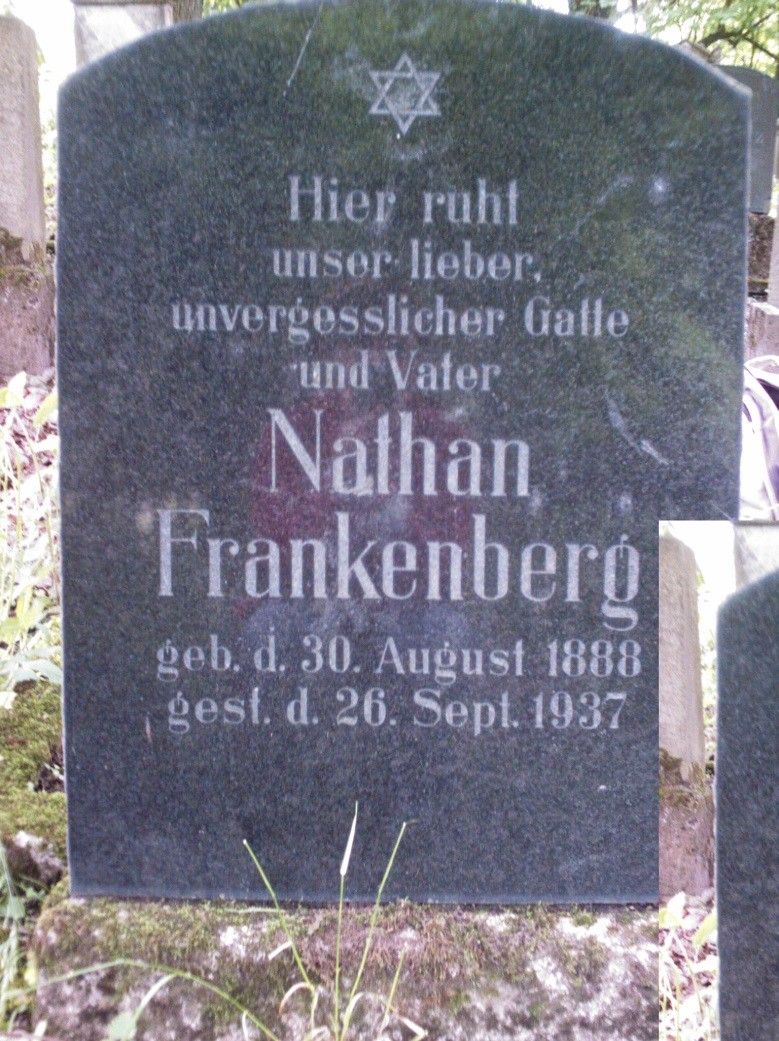 Hier ruht
unser lieber,
unvergesslicher Gatte
und Vater
Nathan
Frankenberg
geb. d. 30. August 1888
gest. d. 26. Sept. 1937